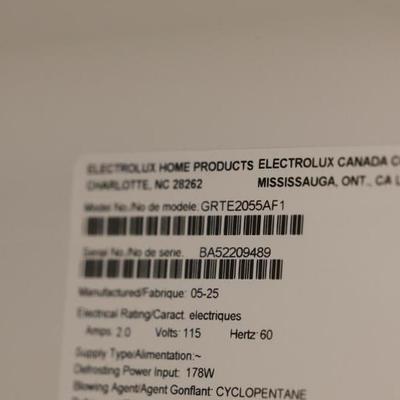 ELECTROLUX HOME PRODUCTS ELECTROLUX CANADA
CHARLOTTE, NC 28262 MISSISSAUGA, ONT., CA
Model No./No de modele: GRTE2055AF1
Serial No./No de serie. BA52209489
Manufactured/Fabrique: 05-25
Electrical Rating/Caract. electriques
Amps: 2.0 Volts: 115 Hertz: 60
Supply Type/Alimentation:~
Defrosting Power Input: 178W
Blowing Agent/Agent Gonflant: CYCLOPENTANE